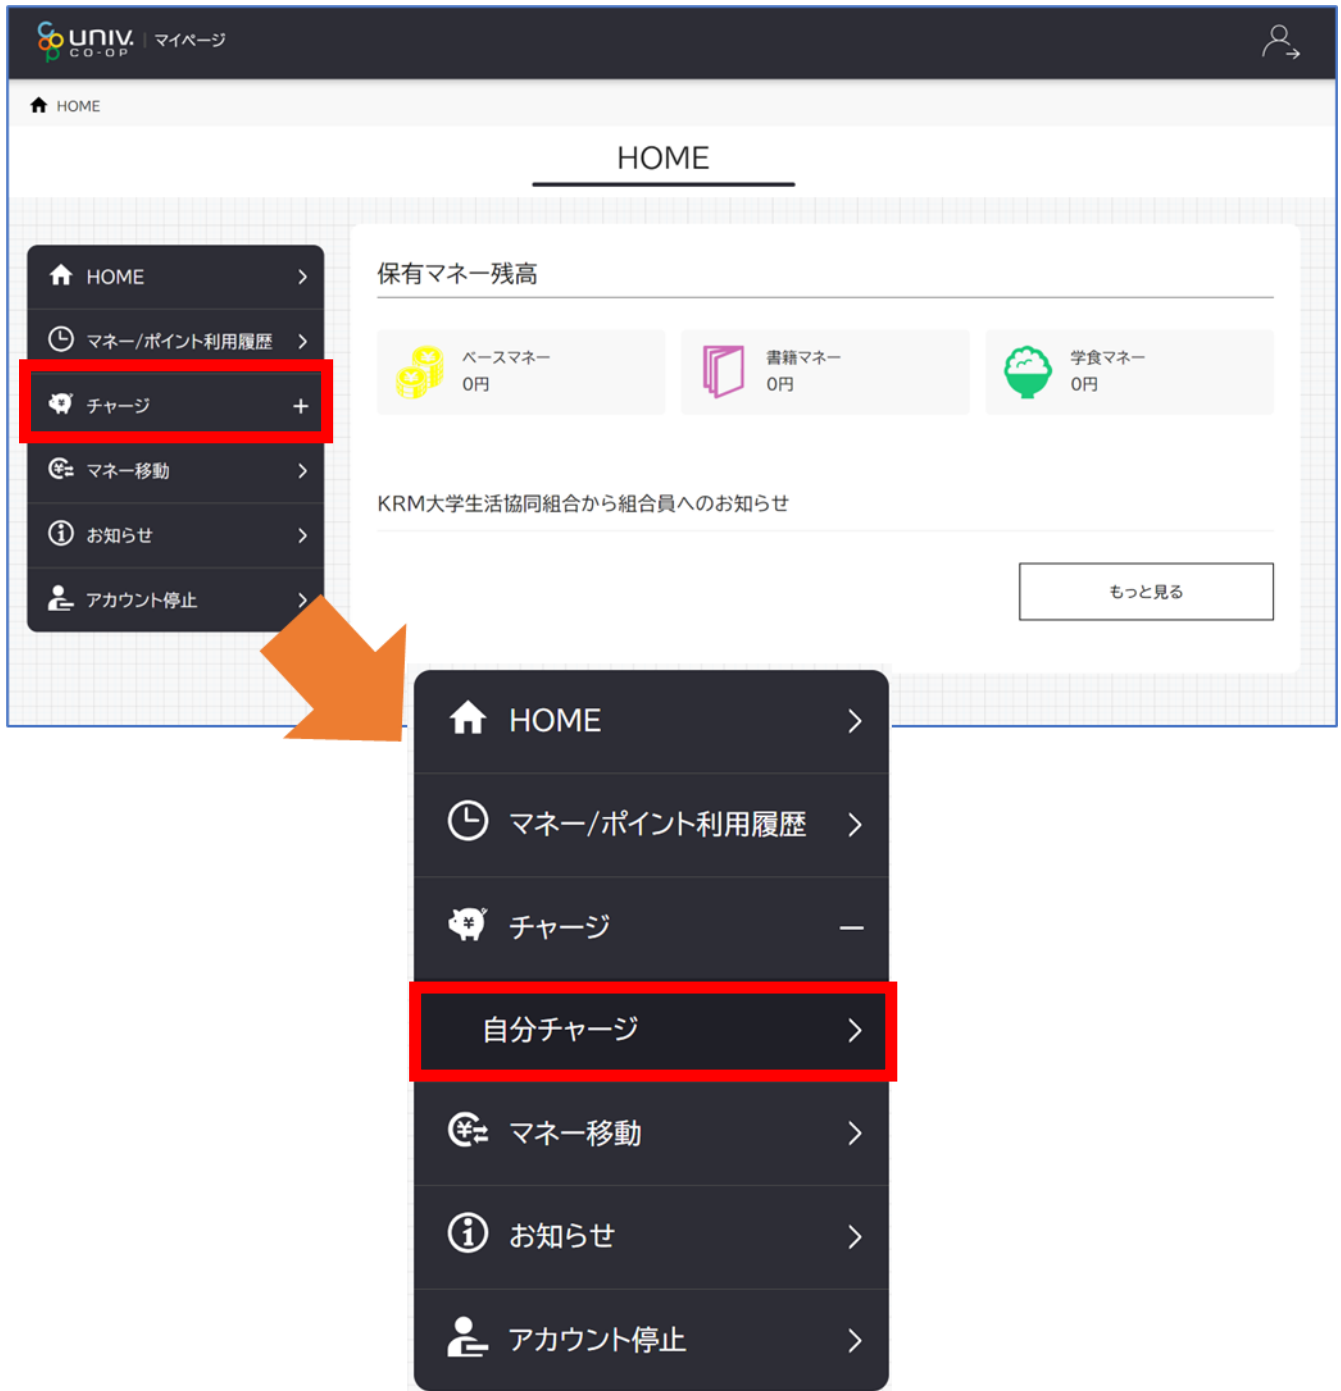 UNIV.
CO-OP
マイページ
HOME
HOME
HOME
マネー/ポイント利用履歴
チャージ
マネー移動
お知らせ
アカウント停止
保有マネー残高
ベースマネー
0円
書籍マネー
0円
学食マネー
0円
KRM大学生活協同組合から組合員へのお知らせ
もっと見る
HOME
マネー/ポイント利用履歴
チャージ
自分チャージ
マネー移動
お知らせ
アカウント停止